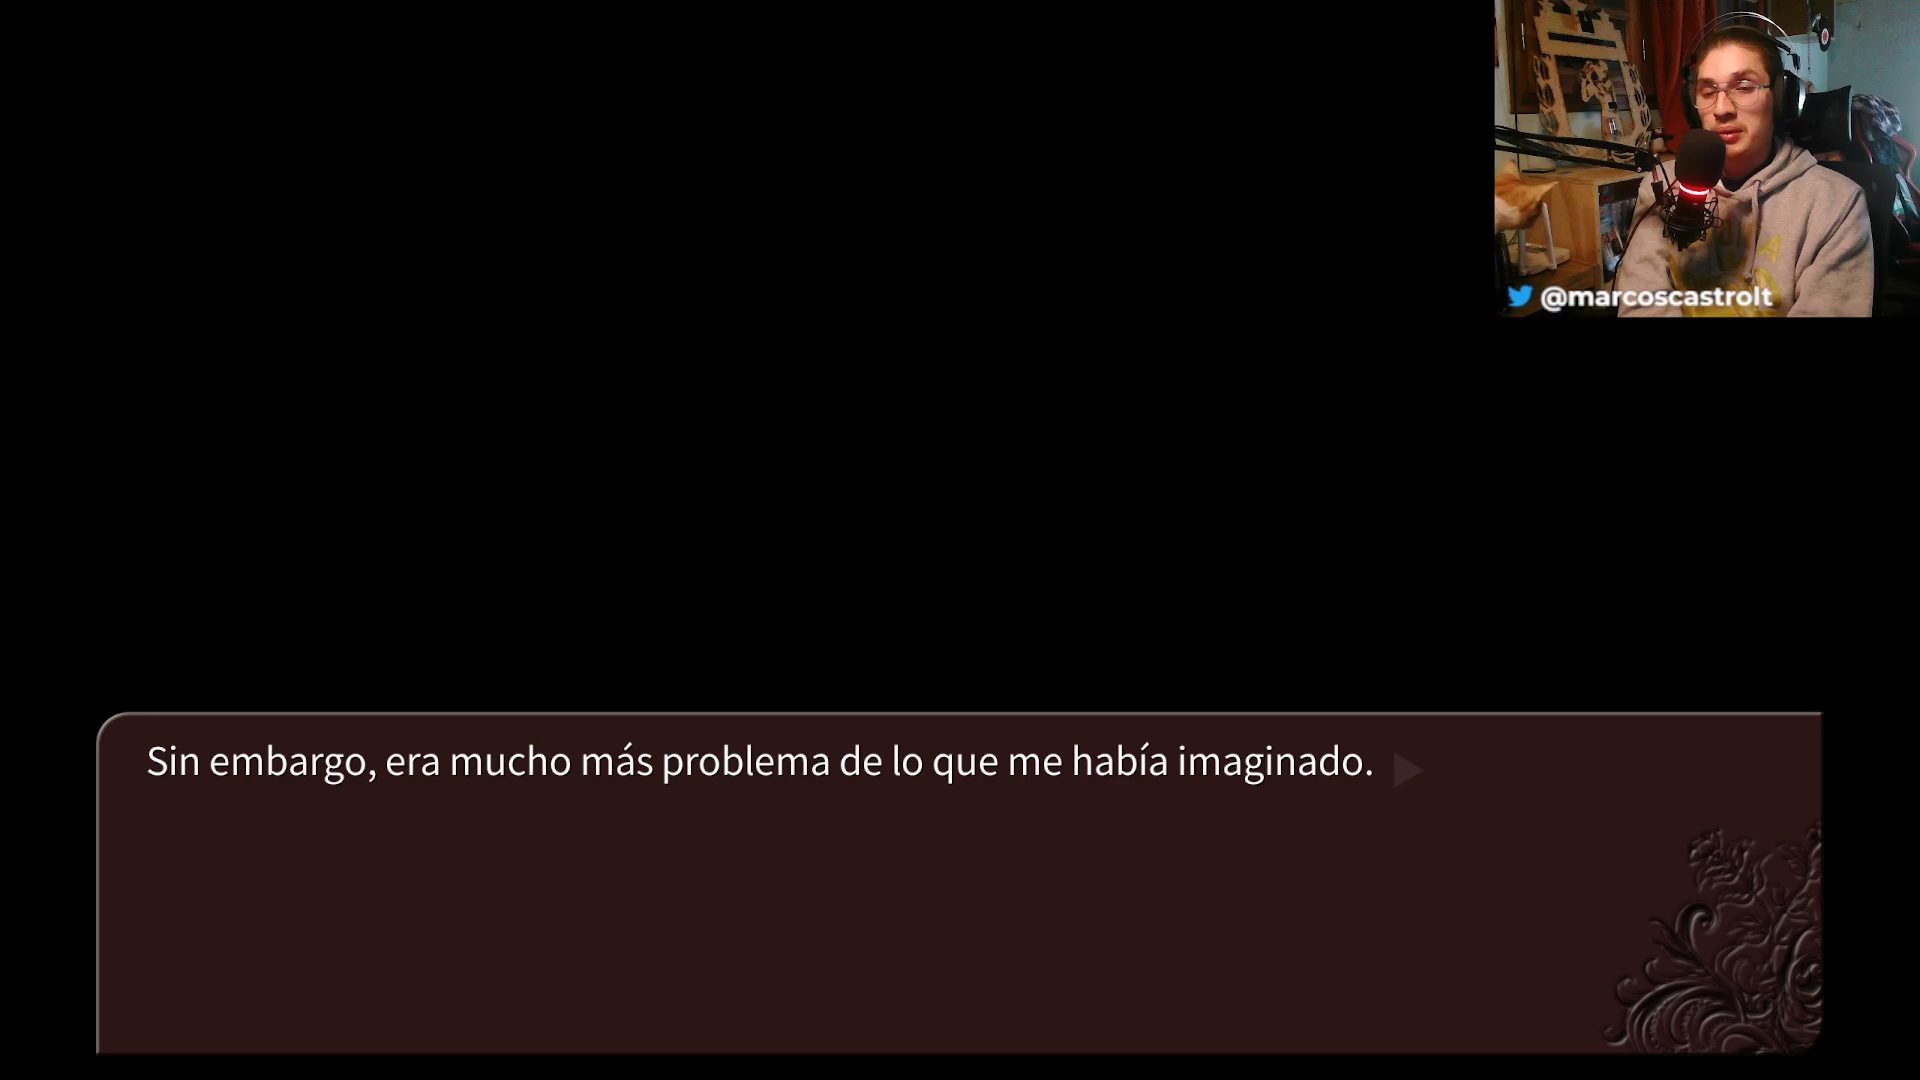 @marcoscastrolt
Sin embargo, era mucho más problema de lo que me había imaginado.